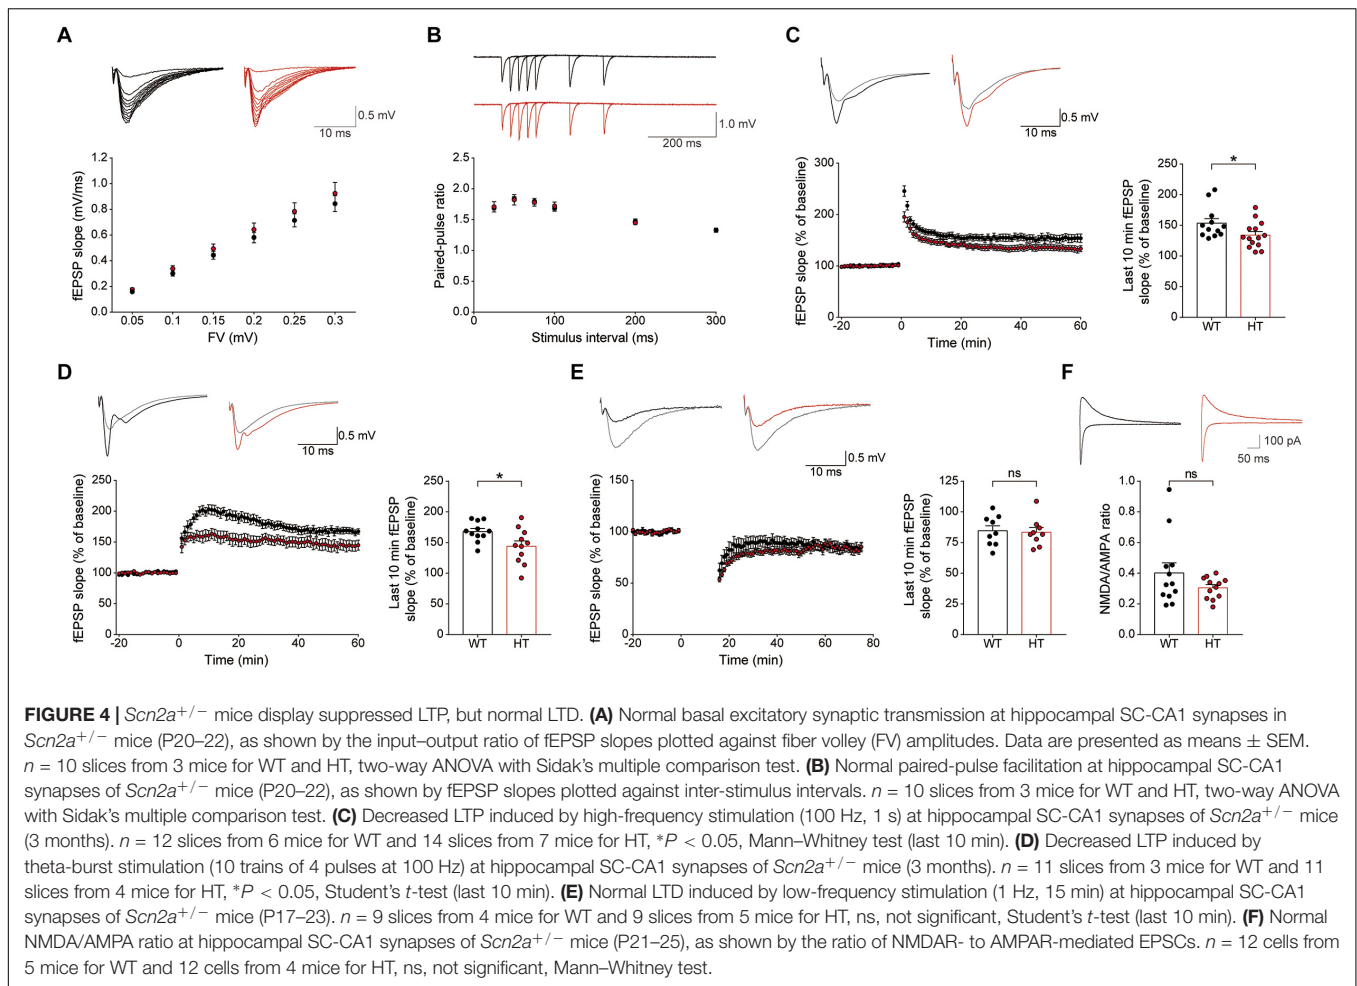 A
0.5 mV
10 ms
fEPSP slope (mV/ms)
1.2
1.0
0.8
0.6
0.4
0.2
0
0.05
0.1
0.15
0.2
0.25
0.3
FV (mV)
B
1.0 mV
200 ms
Paired-pulse ratio
2.5
2.0
1.5
1.0
0.5
0.0
0
100
200
300
Stimulus interval (ms)
C
0.5 mV
10 ms
fEPSP slope (% of baseline)
300
200
100
0
-20
0
20
40
60
Time (min)
Last 10 min fEPSP
slope (% of baseline)
250
200
150
100
50
0
*
WT
HT
D
0.5 mV
10 ms
fEPSP slope (% of baseline)
250
200
150
100
50
0
-20
0
20
40
60
Time (min)
Last 10 min fEPSP
slope (% of baseline)
250
200
150
100
50
0
*
WT
HT
E
0.5 mV
10 ms
fEPSP slope (% of baseline)
150
100
50
0
-20
0
20
40
60
80
Time (min)
Last 10 min fEPSP
slope (% of baseline)
125
100
75
50
25
0
ns
WT
HT
F
100 pA
50 ms
NMDA/AMPA ratio
1.0
0.8
0.6
0.4
0.2
0.0
ns
WT
HT
FIGURE 4 | Scn2a+/− mice display suppressed LTP, but normal LTD. (A) Normal basal excitatory synaptic transmission at hippocampal SC-CA1 synapses in
Scn2a+/− mice (P20–22), as shown by the input–output ratio of fEPSP slopes plotted against fiber volley (FV) amplitudes. Data are presented as means ± SEM.
n = 10 slices from 3 mice for WT and HT, two-way ANOVA with Sidak's multiple comparison test. (B) Normal paired-pulse facilitation at hippocampal SC-CA1
synapses of Scn2a+/− mice (P20–22), as shown by fEPSP slopes plotted against inter-stimulus intervals. n = 10 slices from 3 mice for WT and HT, two-way ANOVA
with Sidak's multiple comparison test. (C) Decreased LTP induced by high-frequency stimulation (100 Hz, 1 s) at hippocampal SC-CA1 synapses of Scn2a+/− mice
(3 months). n = 12 slices from 6 mice for WT and 14 slices from 7 mice for HT, *P < 0.05, Mann–Whitney test (last 10 min). (D) Decreased LTP induced by
theta-burst stimulation (10 trains of 4 pulses at 100 Hz) at hippocampal SC-CA1 synapses of Scn2a+/− mice (3 months). n = 11 slices from 3 mice for WT and 11
slices from 4 mice for HT, *P < 0.05, Student's t-test (last 10 min). (E) Normal LTD induced by low-frequency stimulation (1 Hz, 15 min) at hippocampal SC-CA1
synapses of Scn2a+/− mice (P17–23). n = 9 slices from 4 mice for WT and 9 slices from 5 mice for HT, ns, not significant, Student's t-test (last 10 min). (F) Normal
NMDA/AMPA ratio at hippocampal SC-CA1 synapses of Scn2a+/− mice (P21–25), as shown by the ratio of NMDAR- to AMPAR-mediated EPSCs. n = 12 cells from
5 mice for WT and 12 cells from 4 mice for HT, ns, not significant, Mann–Whitney test.